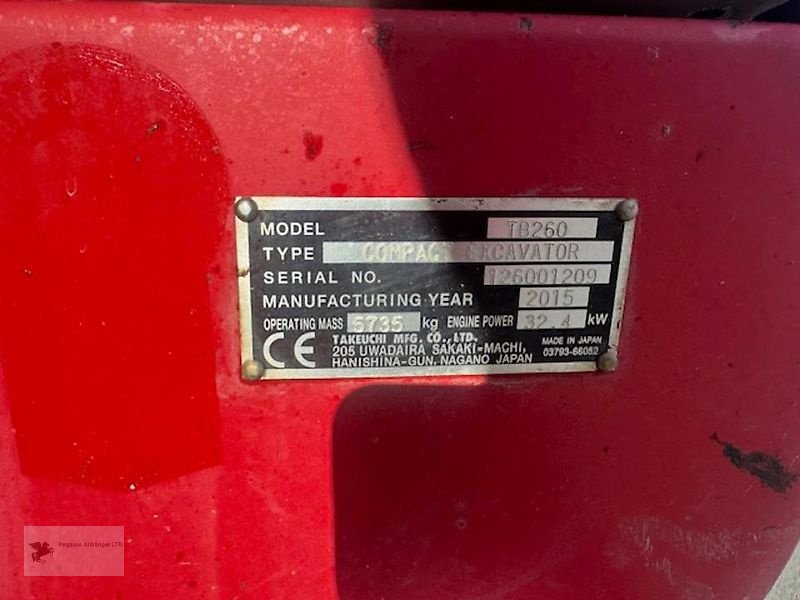 MODEL TB260
TYPE COMPACT EXCAVATOR
SERIAL NO. 126001209
MANUFACTURING YEAR 2015
OPERATING MASS 5735 kg ENGINE POWER 32.4 kW
CE TAKEUCHI MFG. CO., LTD. MADE IN JAPAN
205 UWADAIRA SAKAKI-MACHI, 03793-66052
HANISHINA-GUN, NAGANO JAPAN
Pegasus Anhänger LTD